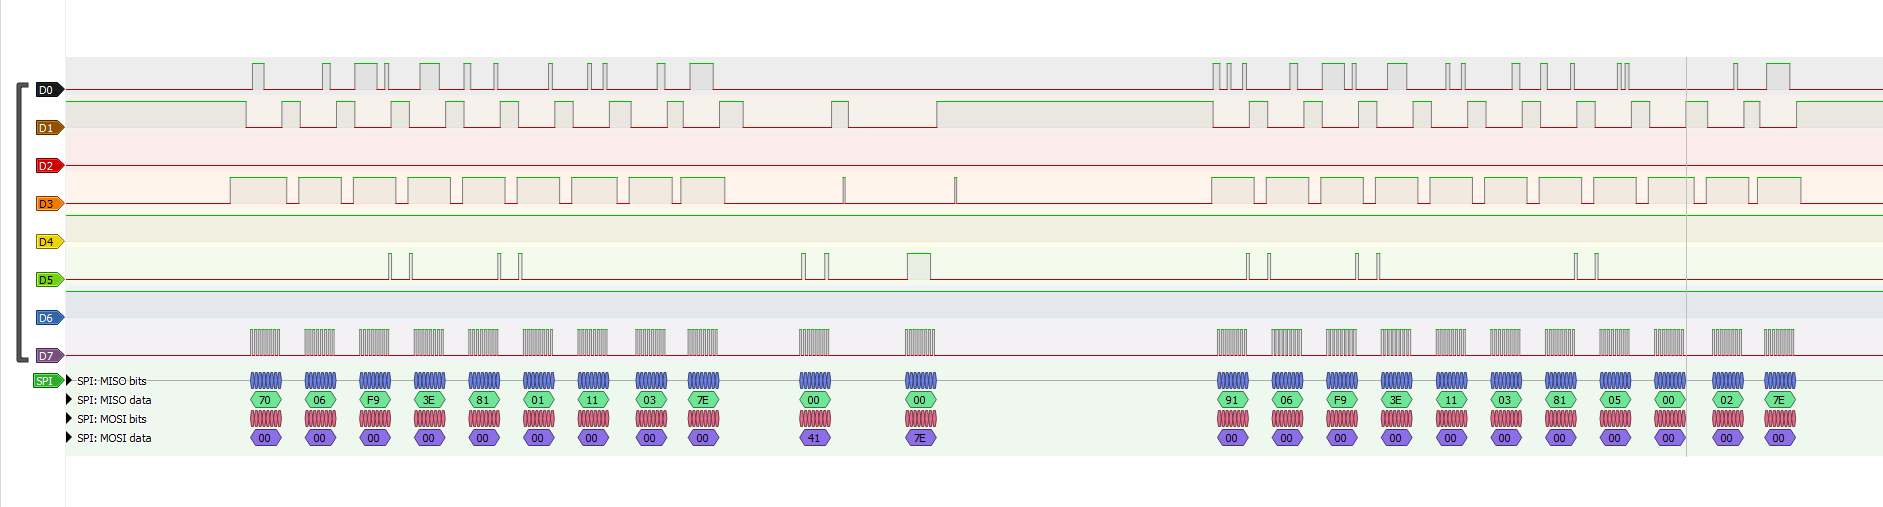 D0
D1
D2
D3
D4
D5
D6
D7
SPI SPI: MISO bits
SPI: MISO data 70 06 F9 3E 81 01 11 03 7E 00 00 91 06 F9 3E 11 03 81 05 00 02 7E
SPI: MOSI bits
SPI: MOSI data 00 00 00 00 00 00 00 00 00 41 7E 00 00 00 00 00 00 00 00 00 00 00